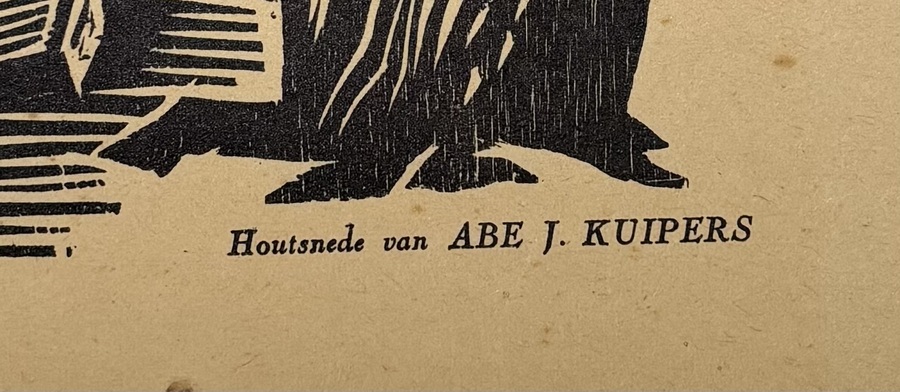 Houtsnede van ABE J. KUIPERS